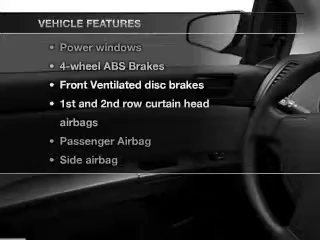 VEHICLE FEATURES
• Power windows
• 4-wheel ABS Brakes
• Front Ventilated disc brakes
• 1st and 2nd row curtain head
airbags
• Passenger Airbag
• Side airbag